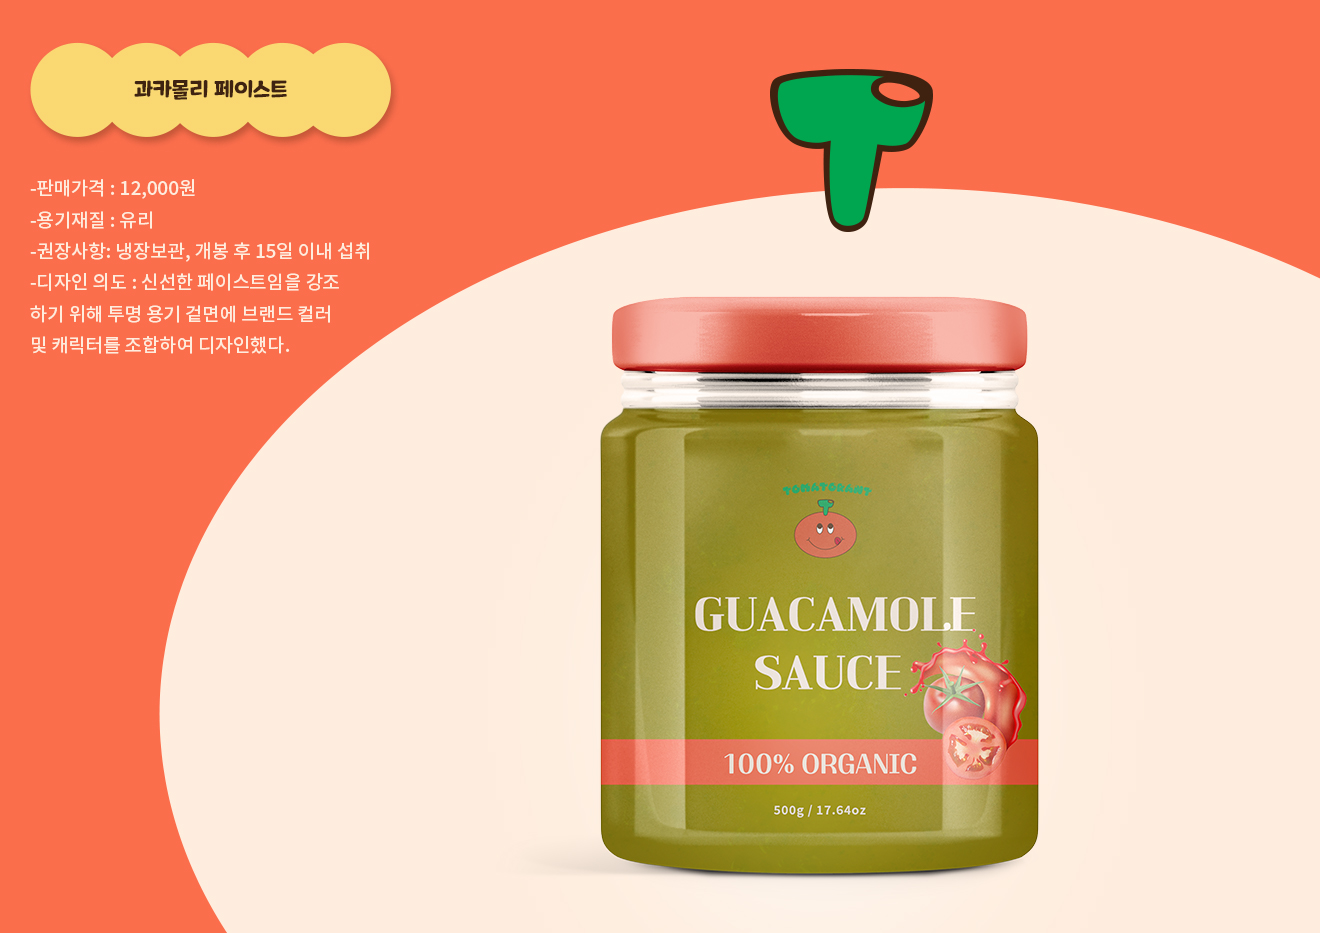 과카몰리 페이스트
-판매가격 : 12,000원
-용기재질 : 유리
-권장사항: 냉장보관, 개봉 후 15일 이내 섭취
-디자인 의도 : 신선한 페이스트임을 강조
하기 위해 투명 용기 겉면에 브랜드 컬러
및 캐릭터를 조합하여 디자인했다.
TOMATORANT
GUACAMOLE
SAUCE
100% ORGANIC
500g / 17.64oz